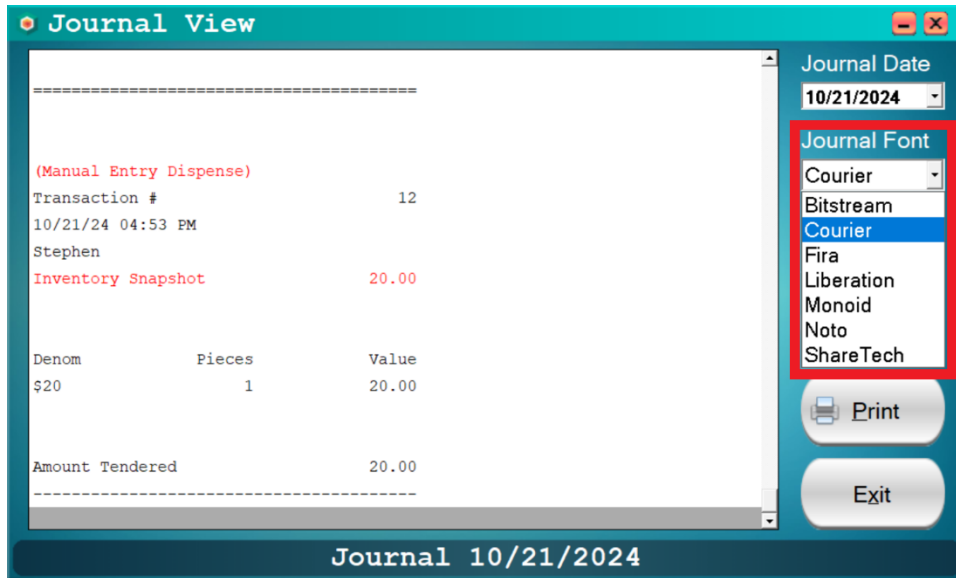 Journal View
========================================
(Manual Entry Dispense)
Transaction # 12
10/21/24 04:53 PM
Stephen
Inventory Snapshot 20.00
Denom Pieces Value
$20 1 20.00
Amount Tendered 20.00
----------------------------------------
Journal Date
10/21/2024
Journal Font
Courier
Bitstream
Courier
Fira
Liberation
Monoid
Noto
ShareTech
Print
Exit
Journal 10/21/2024